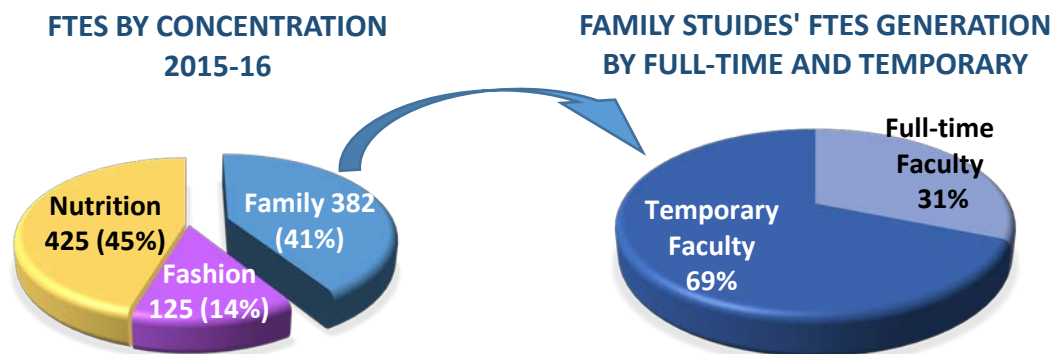 FTES BY CONCENTRATION
2015-16
Nutrition
425 (45%)
Family 382
(41%)
Fashion
125 (14%)
FAMILY STUIDES' FTES GENERATION
BY FULL-TIME AND TEMPORARY
Full-time
Faculty
31%
Temporary
Faculty
69%